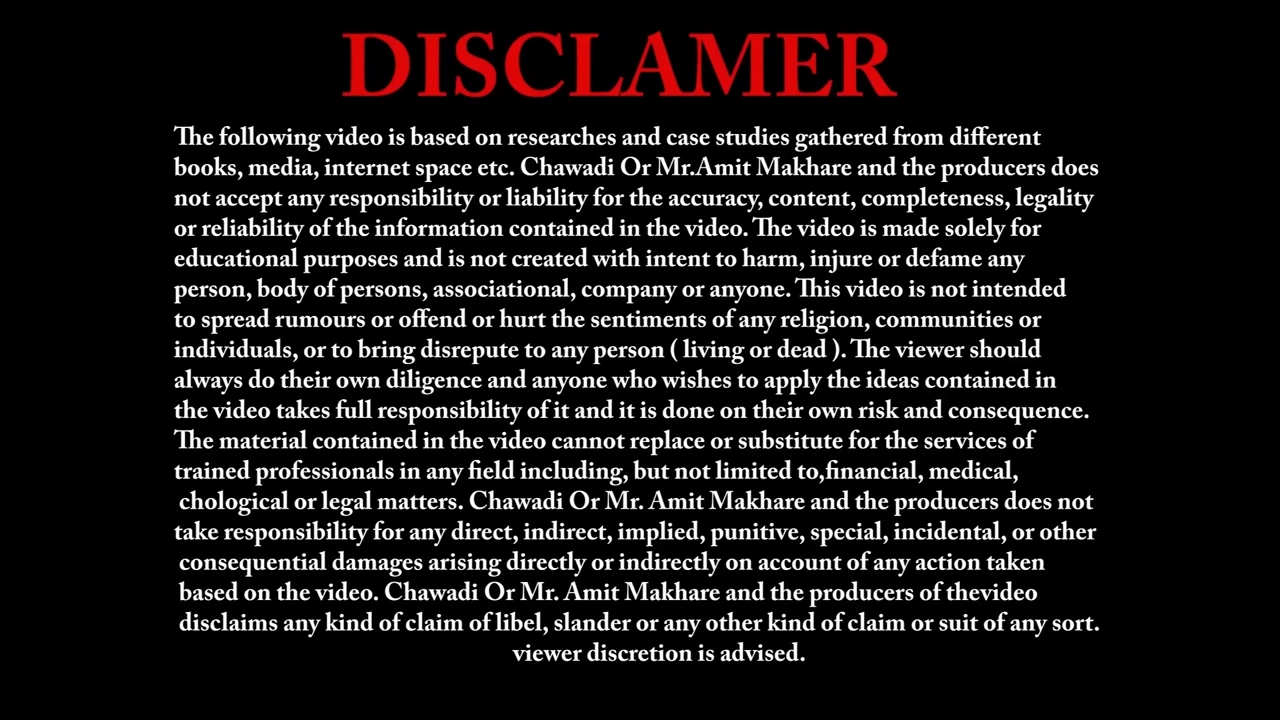 DISCLAMER
The following video is based on researches and case studies gathered from different
books, media, internet space etc. Chawadi Or Mr.Amit Makhare and the producers does
not accept any responsibility or liability for the accuracy, content, completeness, legality
or reliability of the information contained in the video. The video is made solely for
educational purposes and is not created with intent to harm, injure or defame any
person, body of persons, associational, company or anyone. This video is not intended
to spread rumours or offend or hurt the sentiments of any religion, communities or
individuals, or to bring disrepute to any person ( living or dead ). The viewer should
always do their own diligence and anyone who wishes to apply the ideas contained in
the video takes full responsibility of it and it is done on their own risk and consequence.
The material contained in the video cannot replace or substitute for the services of
trained professionals in any field including, but not limited to,financial, medical,
chological or legal matters. Chawadi Or Mr. Amit Makhare and the producers does not
take responsibility for any direct, indirect, implied, punitive, special, incidental, or other
consequential damages arising directly or indirectly on account of any action taken
based on the video. Chawadi Or Mr. Amit Makhare and the producers of thevideo
disclaims any kind of claim of libel, slander or any other kind of claim or suit of any sort.
viewer discretion is advised.